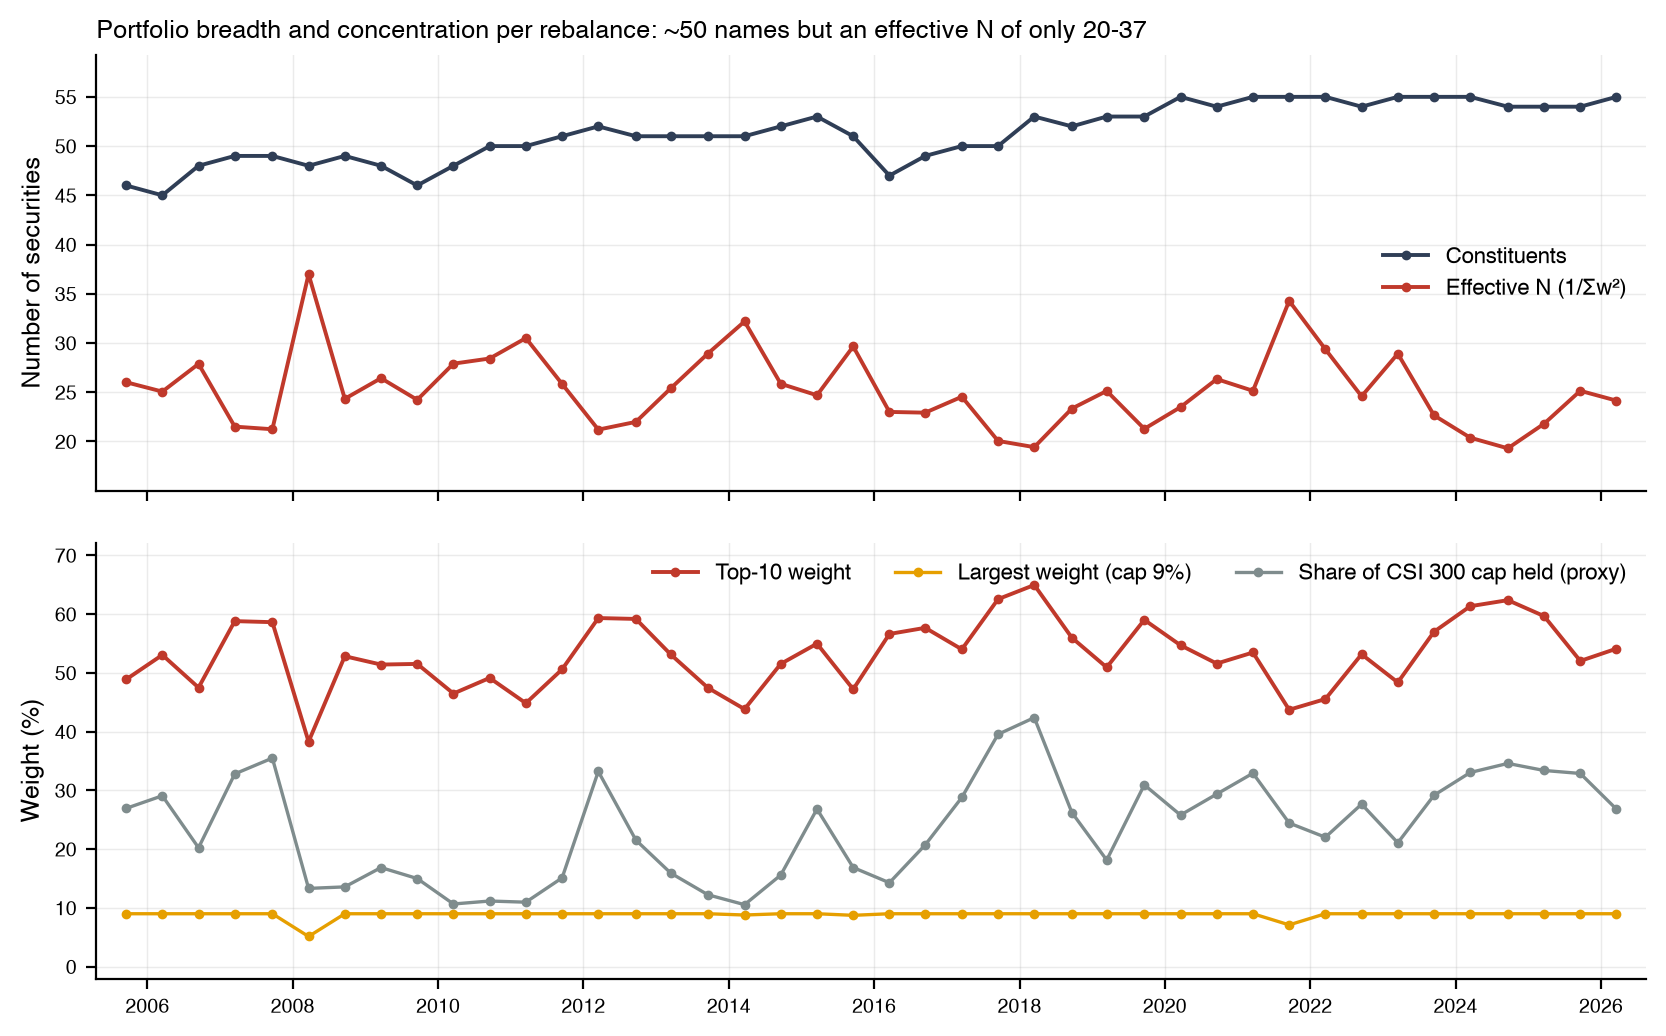 Portfolio breadth and concentration per rebalance: ~50 names but an effective N of only 20-37
Number of securities
55
50
45
40
35
30
25
20
Constituents
Effective N (1/Σw²)
Weight (%)
70
60
50
40
30
20
10
0
Top-10 weight
Largest weight (cap 9%)
Share of CSI 300 cap held (proxy)
2006 2008 2010 2012 2014 2016 2018 2020 2022 2024 2026